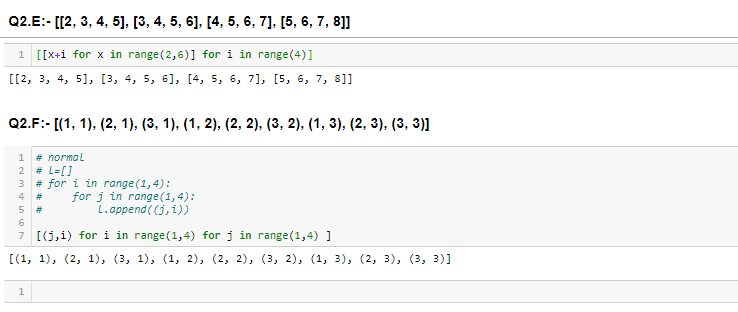 Q2.E:- [[2, 3, 4, 5], [3, 4, 5, 6], [4, 5, 6, 7], [5, 6, 7, 8]]
1 [[x+i for x in range(2,6)] for i in range(4)]
[[2, 3, 4, 5], [3, 4, 5, 6], [4, 5, 6, 7], [5, 6, 7, 8]]
Q2.F:- [(1, 1), (2, 1), (3, 1), (1, 2), (2, 2), (3, 2), (1, 3), (2, 3), (3, 3)]
1 # normal
2 # L=[]
3 # for i in range(1,4):
4 #     for j in range(1,4):
5 #         L.append((j,i))
6
7 [(j,i) for i in range(1,4) for j in range(1,4) ]
[(1, 1), (2, 1), (3, 1), (1, 2), (2, 2), (3, 2), (1, 3), (2, 3), (3, 3)]
1